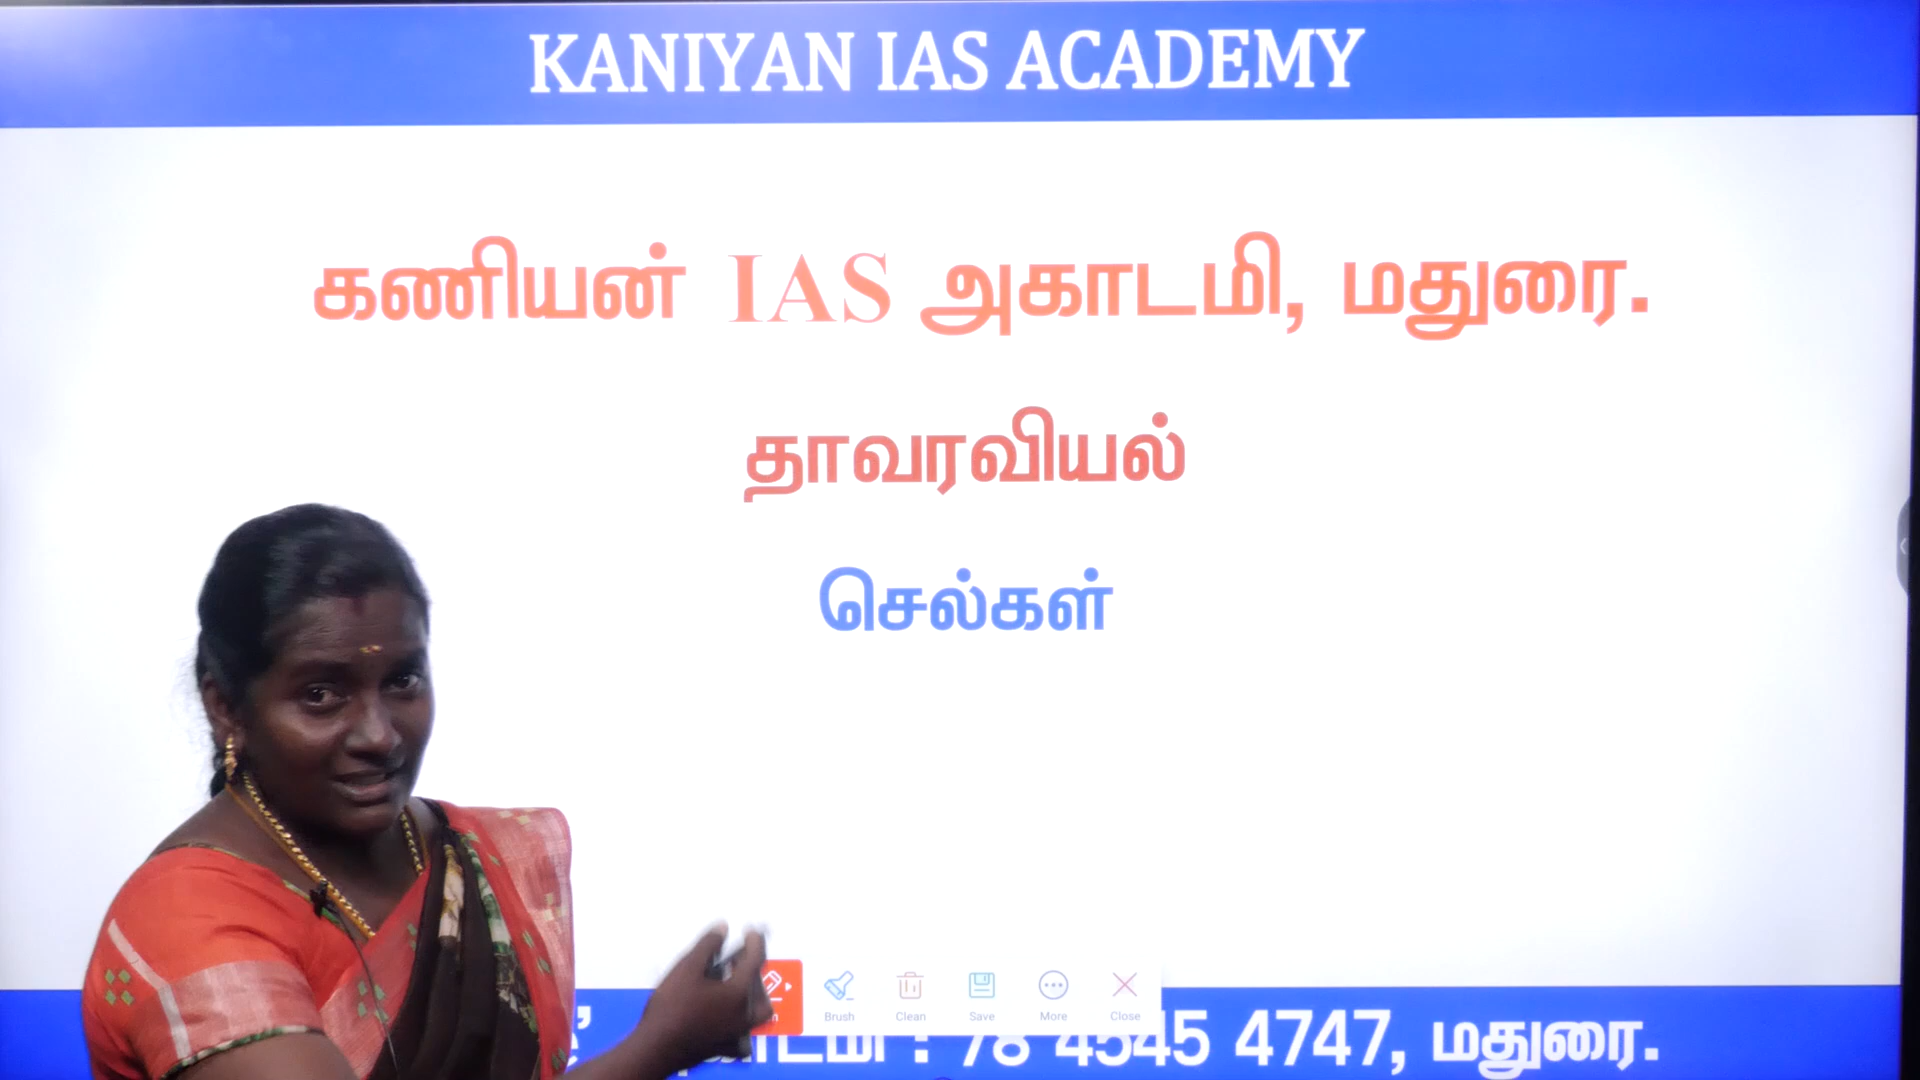 KANIYAN IAS ACADEMY
கணியன் IAS அகாடமி, மதுரை.
தாவரவியல்
செல்கள்
Brush Clean Save More Close
: 78 4545 4747, மதுரை.